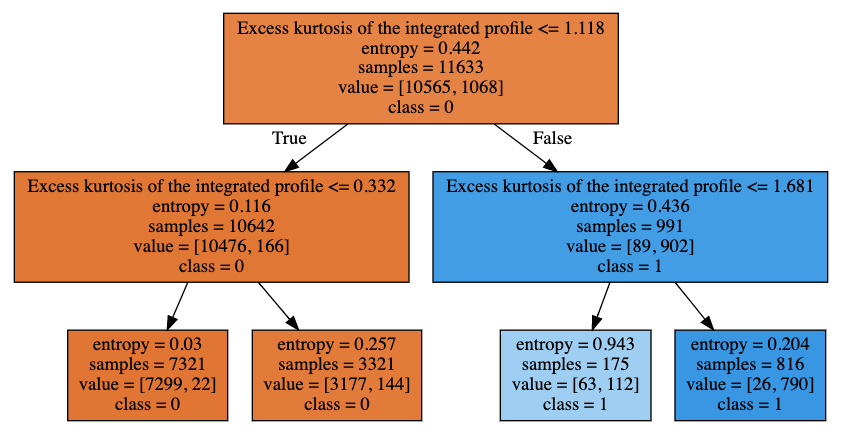 Excess kurtosis of the integrated profile <= 1.118
entropy = 0.442
samples = 11633
value = [10565, 1068]
class = 0
True
False
Excess kurtosis of the integrated profile <= 0.332
entropy = 0.116
samples = 10642
value = [10476, 166]
class = 0
Excess kurtosis of the integrated profile <= 1.681
entropy = 0.436
samples = 991
value = [89, 902]
class = 1
entropy = 0.03
samples = 7321
value = [7299, 22]
class = 0
entropy = 0.257
samples = 3321
value = [3177, 144]
class = 0
entropy = 0.943
samples = 175
value = [63, 112]
class = 1
entropy = 0.204
samples = 816
value = [26, 790]
class = 1